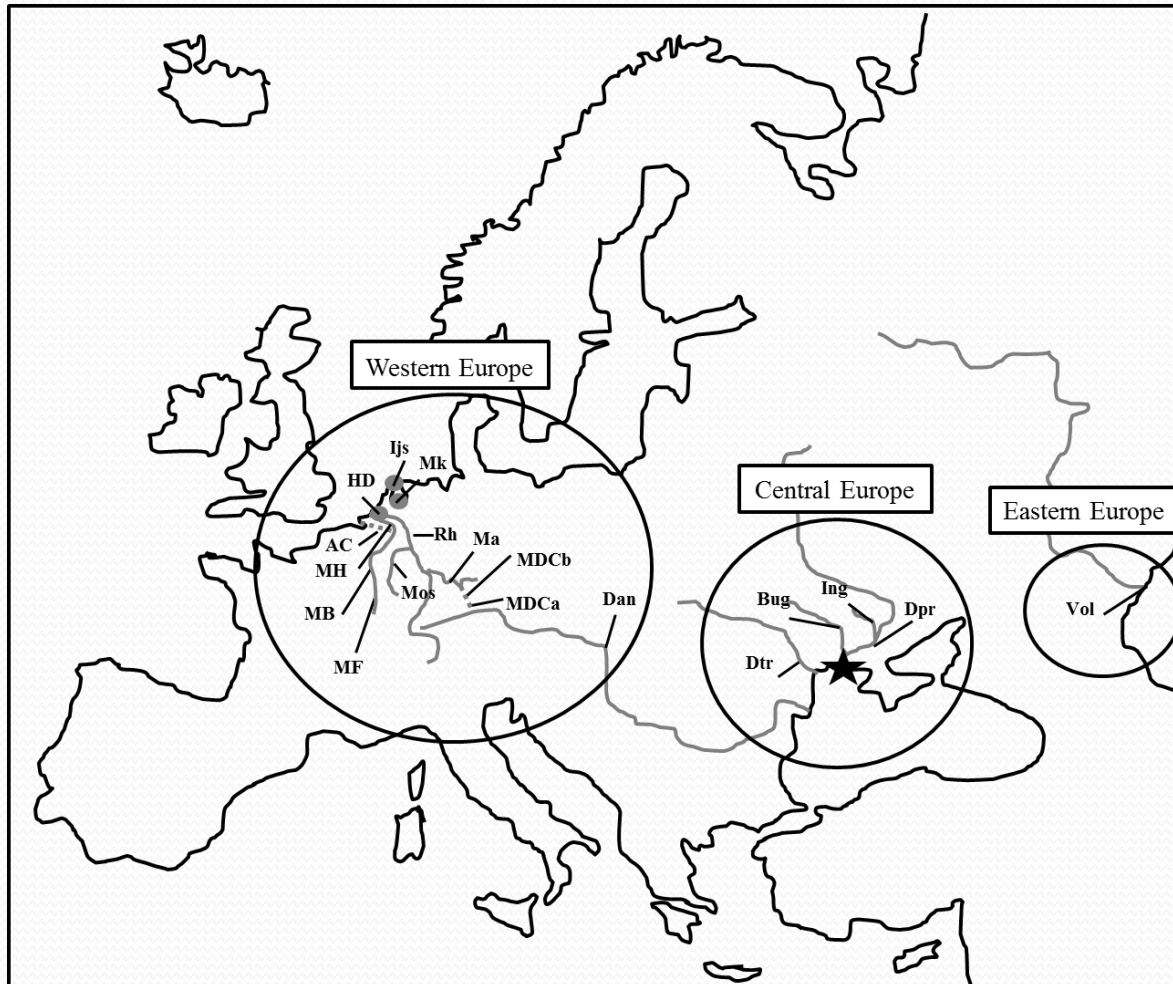 Western Europe
Ijs
Mk
HD
Central Europe
Eastern Europe
AC
Rh
Ma
MH
MDCb
MB
Mos
MDCa
Dan
Bug
Ing
Dpr
Vol
MF
Dtr